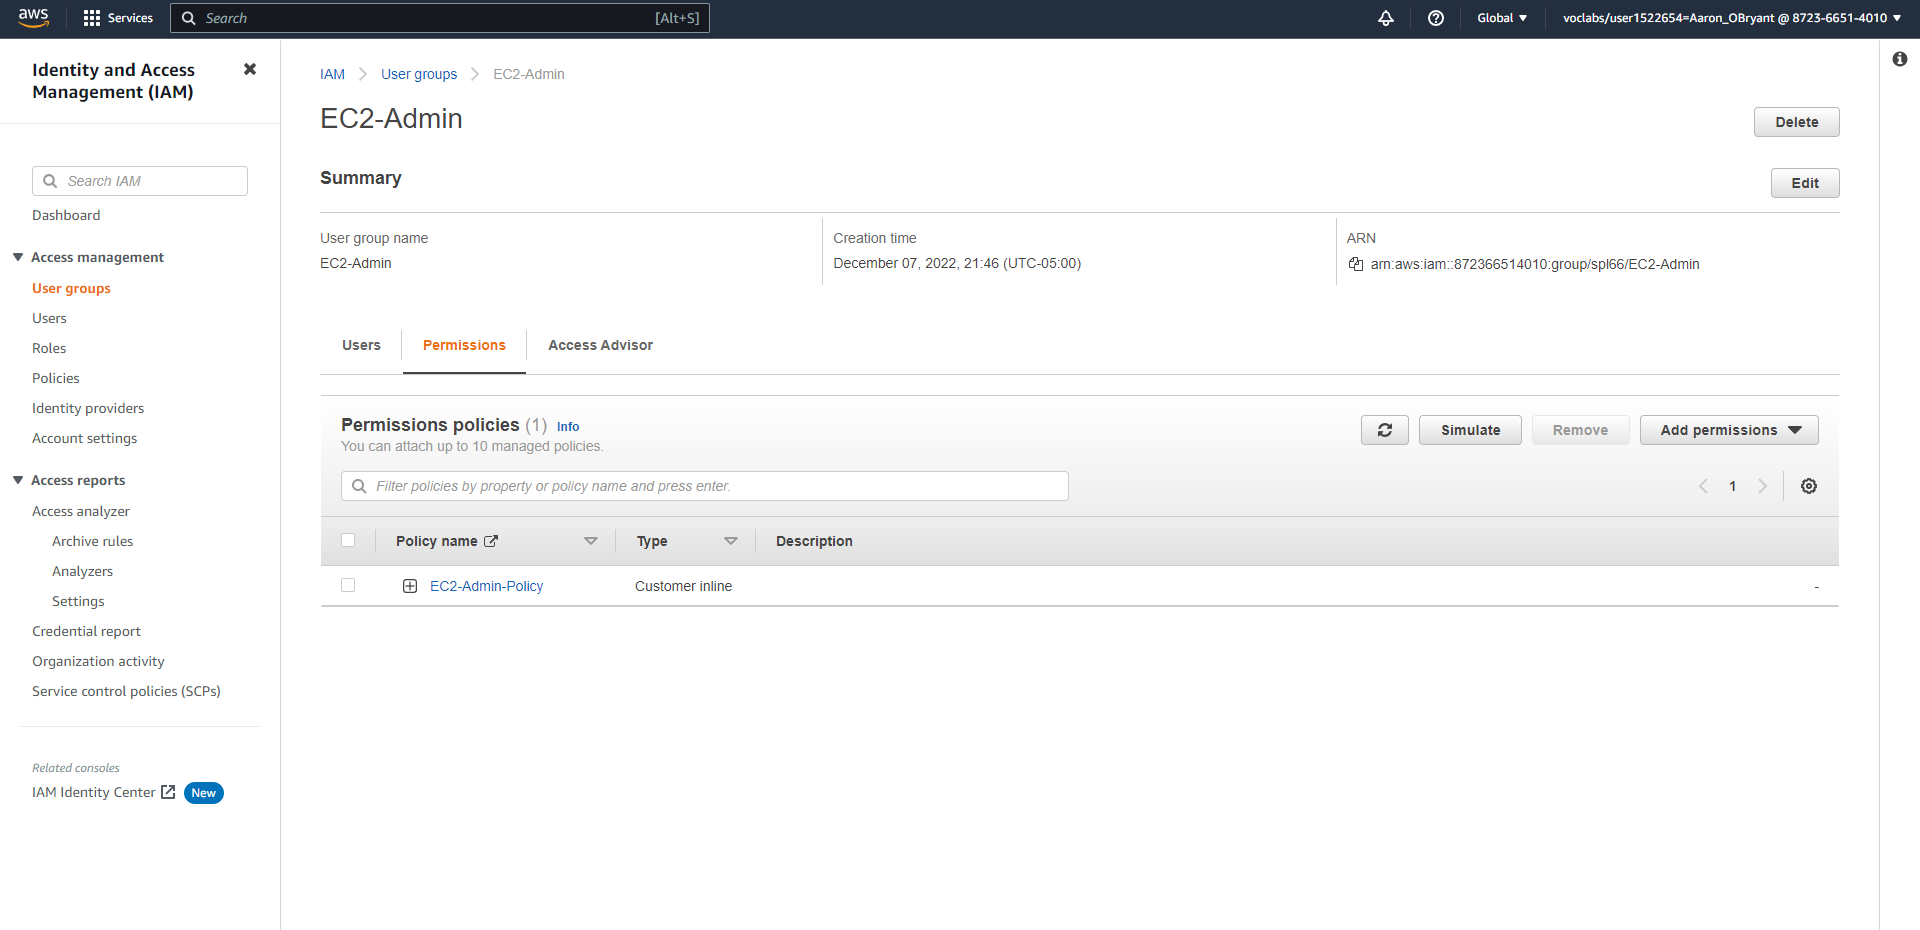 aws
Services
Search
[Alt+S]
Global
voclabs/user1522654=Aaron_OBryant @ 8723-6651-4010
Identity and Access
Management (IAM)
Search IAM
Dashboard
Access management
User groups
Users
Roles
Policies
Identity providers
Account settings
Access reports
Access analyzer
Archive rules
Analyzers
Settings
Credential report
Organization activity
Service control policies (SCPs)
Related consoles
IAM Identity Center
New
IAM
User groups
EC2-Admin
EC2-Admin
Delete
Summary
Edit
User group name
EC2-Admin
Creation time
December 07, 2022, 21:46 (UTC-05:00)
ARN
arn:aws:iam::872366514010:group/spl66/EC2-Admin
Users
Permissions
Access Advisor
Permissions policies (1) Info
You can attach up to 10 managed policies.
Simulate
Remove
Add permissions
Filter policies by property or policy name and press enter.
1
Policy name
Type
Description
EC2-Admin-Policy
Customer inline
-